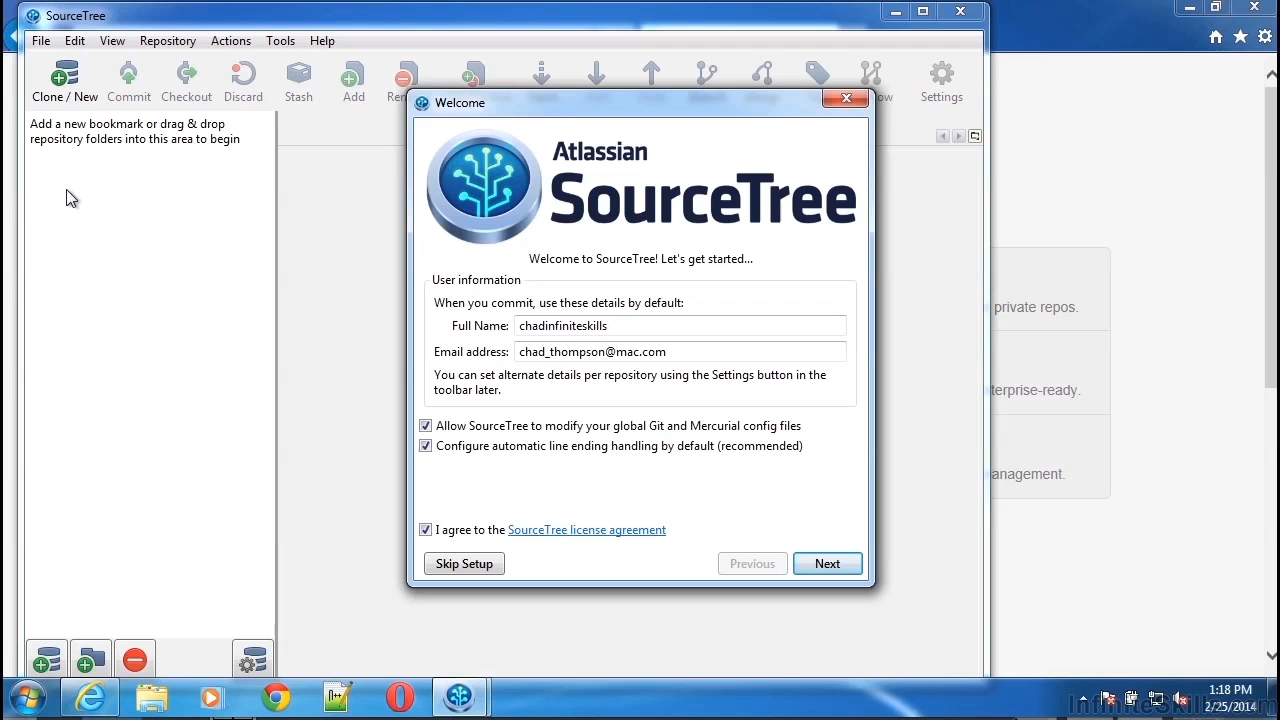 SourceTree
File Edit View Repository Actions Tools Help
Clone / New Commit Checkout Discard Stash Add Settings
Add a new bookmark or drag & drop
repository folders into this area to begin
Welcome
Atlassian
SourceTree
Welcome to SourceTree! Let's get started...
User information
When you commit, use these details by default:
Full Name: chadinfiniteskills
Email address: chad_thompson@mac.com
You can set alternate details per repository using the Settings button in the
toolbar later.
Allow SourceTree to modify your global Git and Mercurial config files
Configure automatic line ending handling by default (recommended)
I agree to the SourceTree license agreement
Skip Setup Previous Next
private repos.
terprise-ready.
anagement.
1:18 PM
2/25/2014
InfiniteSkills.com